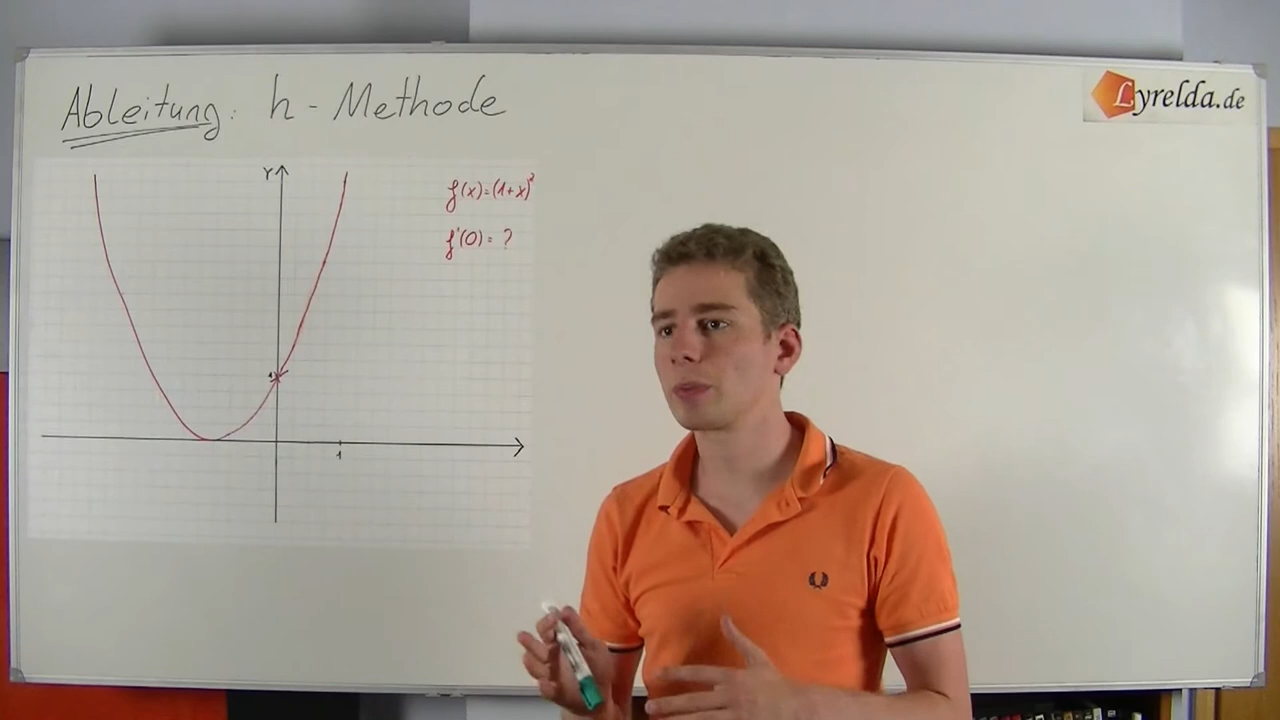 Ableitung: h - Methode
Lyrelda.de
Y
f(x)=(1+x)²
f'(0)= ?
1
1